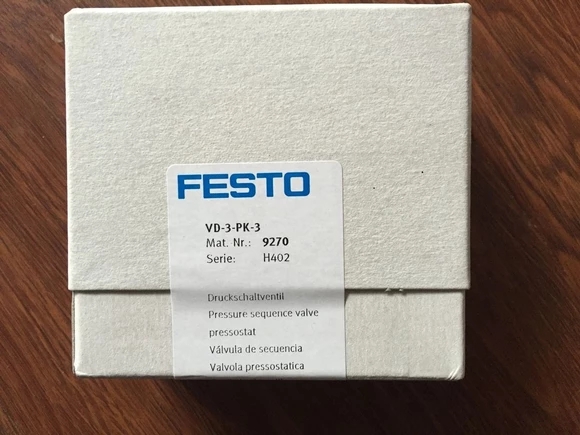 FESTO
VD-3-PK-3
Mat. Nr.: 9270
Serie: H402
Druckschaltventil
Pressure sequence valve
pressostat
Válvula de secuencia
Valvola pressostatica